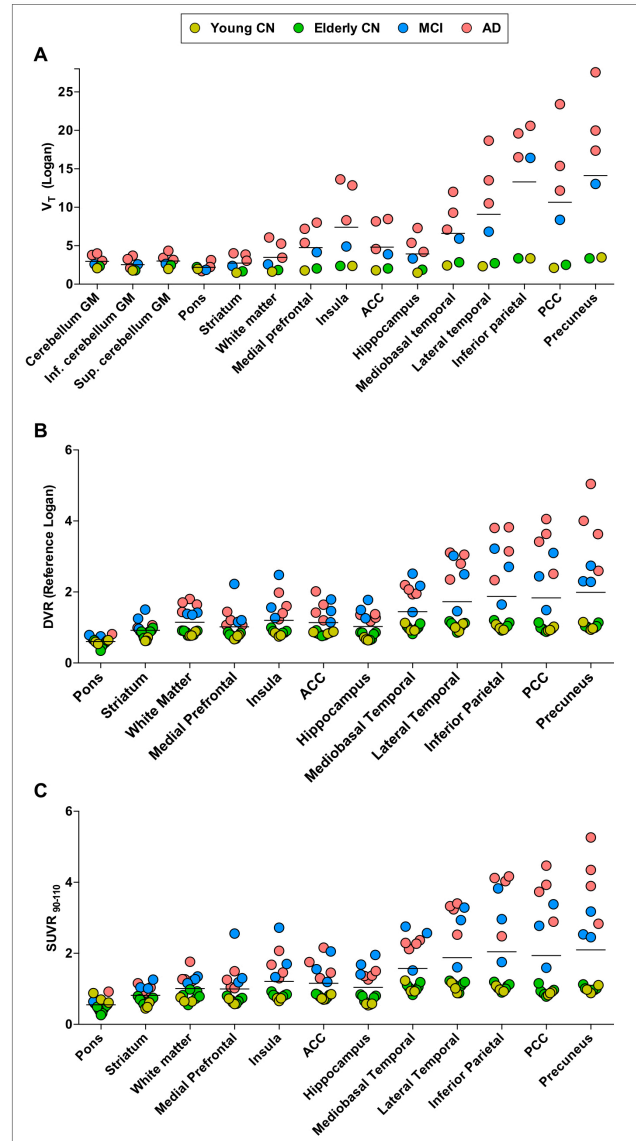 Young CN Elderly CN MCI AD
A
25
20
15
10
5
0
V_T (Logan)
Cerebellum GM
Inf. cerebellum GM
Sup. cerebellum GM
Pons
Striatum
White matter
Medial prefrontal
Insula
ACC
Hippocampus
Mediobasal temporal
Lateral temporal
Inferior parietal
PCC
Precuneus
B
6
4
2
0
DVR (Reference Logan)
Pons
Striatum
White Matter
Medial Prefrontal
Insula
ACC
Hippocampus
Mediobasal Temporal
Lateral Temporal
Inferior Parietal
PCC
Precuneus
C
6
4
2
0
SUVR 90-110
Pons
Striatum
White matter
Medial Prefrontal
Insula
ACC
Hippocampus
Mediobasal Temporal
Lateral Temporal
Inferior Parietal
PCC
Precuneus